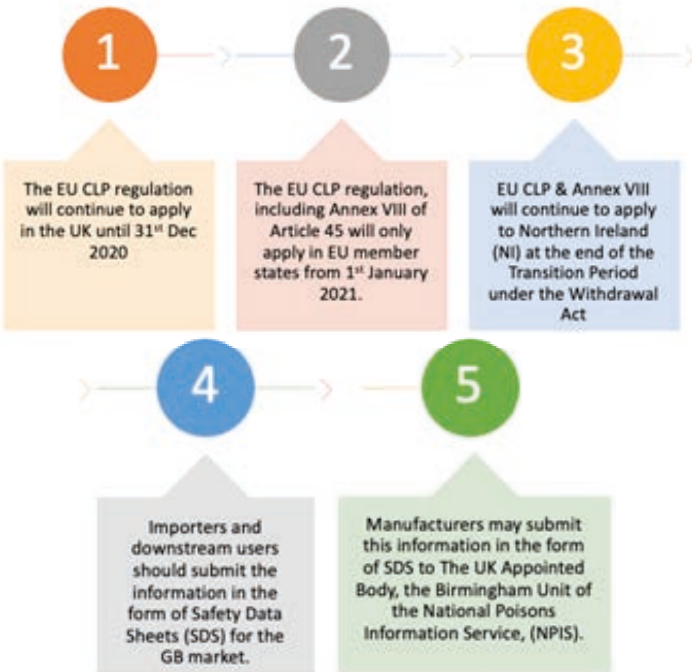 1
The EU CLP regulation
will continue to apply
in the UK until 31st Dec
2020
2
The EU CLP regulation,
including Annex VIII of
Article 45 will only
apply in EU member
states from 1st January
2021.
3
EU CLP & Annex VIII
will continue to apply
to Northern Ireland
(NI) at the end of the
Transition Period
under the Withdrawal
Act
4
Importers and
downstream users
should submit the
information in the
form of Safety Data
Sheets (SDS) for the
GB market.
5
Manufacturers may submit
this information in the form
of SDS to The UK Appointed
Body, the Birmingham Unit of
the National Poisons
Information Service, (NPIS).